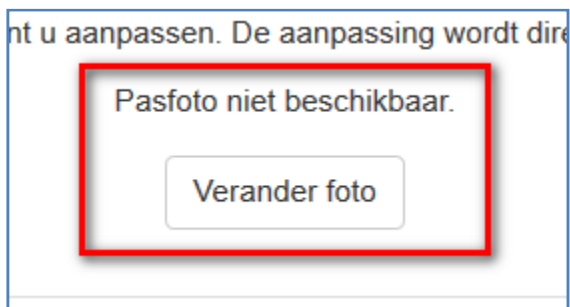 nt u aanpassen. De aanpassing wordt dire
Pasfoto niet beschikbaar.
Verander foto